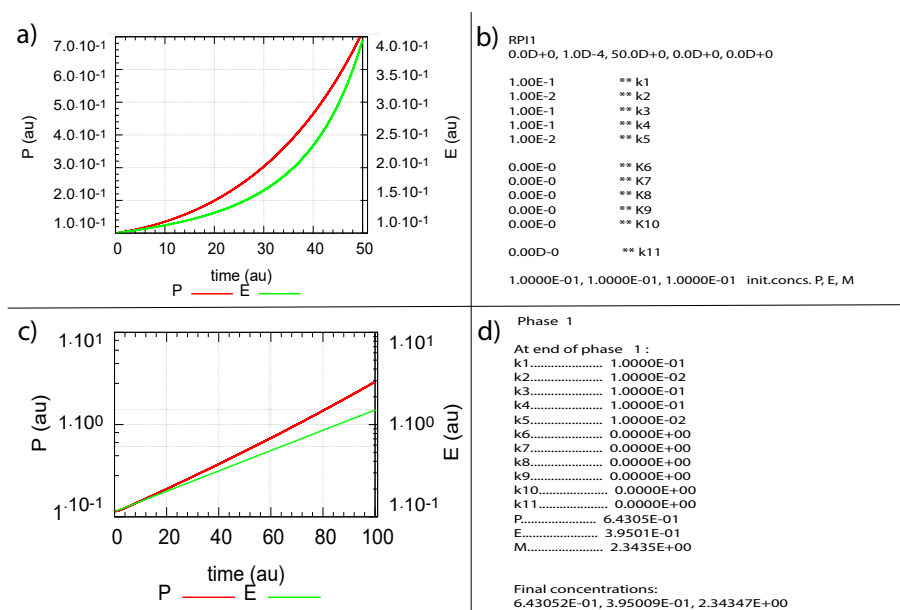 a)
7.0·10-1
6.0·10-1
5.0·10-1
4.0·10-1
3.0·10-1
2.0·10-1
1.0·10-1
P (au)
4.0·10-1
3.5·10-1
3.0·10-1
2.5·10-1
2.0·10-1
1.5·10-1
1.0·10-1
E (au)
0 10 20 30 40 50
time (au)
P E
b)
RPI1
0.0D+0, 1.0D-4, 50.0D+0, 0.0D+0, 0.0D+0
1.00E-1 ** k1
1.00E-2 ** k2
1.00E-1 ** k3
1.00E-1 ** k4
1.00E-2 ** k5
0.00E-0 ** K6
0.00E-0 ** K7
0.00E-0 ** K8
0.00E-0 ** K9
0.00E-0 ** K10
0.00D-0 ** k11
1.0000E-01, 1.0000E-01, 1.0000E-01 init.concs. P, E, M
c)
1·101
1·100
1·10-1
P (au)
1·101
1·100
1·10-1
E (au)
0 20 40 60 80 100
time (au)
P E
d)
Phase 1
At end of phase 1 :
k1................... 1.0000E-01
k2................... 1.0000E-02
k3................... 1.0000E-01
k4................... 1.0000E-01
k5................... 1.0000E-02
k6................... 0.0000E+00
k7................... 0.0000E+00
k8................... 0.0000E+00
k9................... 0.0000E+00
k10.................. 0.0000E+00
k11.................. 0.0000E+00
P.................... 6.4305E-01
E.................... 3.9501E-01
M.................... 2.3435E+00
Final concentrations:
6.43052E-01, 3.95009E-01, 2.34347E+00